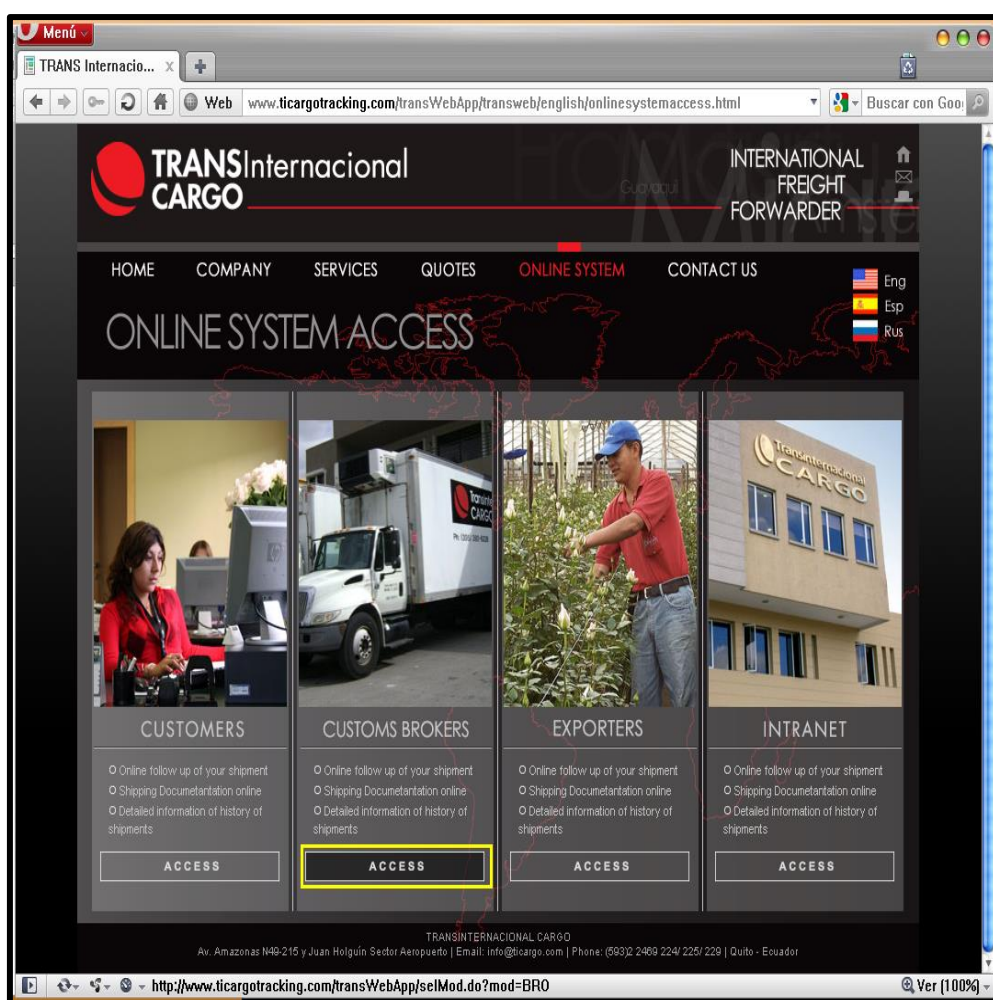 Menú
TRANS Internacio...
Web www.ticargotracking.com/transWebApp/transweb/english/onlinesystemaccess.html
Buscar con Goo
TRANSInternacional
CARGO
Guayaquil
INTERNATIONAL
FREIGHT
FORWARDER
HOME COMPANY SERVICES QUOTES ONLINE SYSTEM CONTACT US
Eng
Esp
Rus
ONLINE SYSTEM ACCESS
Transinternacional
CARGO
CUSTOMERS
Online follow up of your shipment
Shipping Documetantation online
Detailed information of history of
shipments
ACCESS
CUSTOMS BROKERS
Online follow up of your shipment
Shipping Documetantation online
Detailed information of history of
shipments
ACCESS
EXPORTERS
Online follow up of your shipment
Shipping Documetantation online
Detailed information of history of
shipments
ACCESS
INTRANET
Online follow up of your shipment
Shipping Documetantation online
Detailed information of history of
shipments
ACCESS
TRANSINTERNACIONAL CARGO
Av. Amazonas N49-215 y Juan Holguín Sector Aeropuerto | Email: info@ticargo.com | Phone: (593)2 2469 224/ 225/ 229 | Quito - Ecuador
http://www.ticargotracking.com/transWebApp/selMod.do?mod=BRO
Ver (100%)